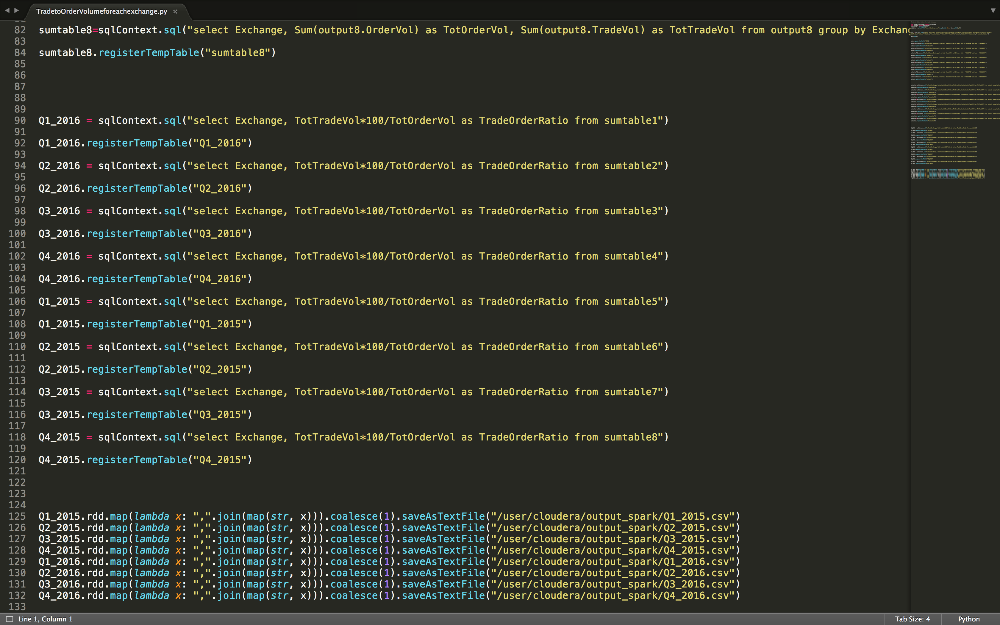 TradetoOrderVolumeforeachexchange.py ×
82 sumtable8=sqlContext.sql("select Exchange, Sum(output8.OrderVol) as TotOrderVol, Sum(output8.TradeVol) as TotTradeVol from output8 group by Exchang
83
84 sumtable8.registerTempTable("sumtable8")
85
86
87
88
89
90 Q1_2016 = sqlContext.sql("select Exchange, TotTradeVol*100/TotOrderVol as TradeOrderRatio from sumtable1")
91
92 Q1_2016.registerTempTable("Q1_2016")
93
94 Q2_2016 = sqlContext.sql("select Exchange, TotTradeVol*100/TotOrderVol as TradeOrderRatio from sumtable2")
95
96 Q2_2016.registerTempTable("Q2_2016")
97
98 Q3_2016 = sqlContext.sql("select Exchange, TotTradeVol*100/TotOrderVol as TradeOrderRatio from sumtable3")
99
100 Q3_2016.registerTempTable("Q3_2016")
101
102 Q4_2016 = sqlContext.sql("select Exchange, TotTradeVol*100/TotOrderVol as TradeOrderRatio from sumtable4")
103
104 Q4_2016.registerTempTable("Q4_2016")
105
106 Q1_2015 = sqlContext.sql("select Exchange, TotTradeVol*100/TotOrderVol as TradeOrderRatio from sumtable5")
107
108 Q1_2015.registerTempTable("Q1_2015")
109
110 Q2_2015 = sqlContext.sql("select Exchange, TotTradeVol*100/TotOrderVol as TradeOrderRatio from sumtable6")
111
112 Q2_2015.registerTempTable("Q2_2015")
113
114 Q3_2015 = sqlContext.sql("select Exchange, TotTradeVol*100/TotOrderVol as TradeOrderRatio from sumtable7")
115
116 Q3_2015.registerTempTable("Q3_2015")
117
118 Q4_2015 = sqlContext.sql("select Exchange, TotTradeVol*100/TotOrderVol as TradeOrderRatio from sumtable8")
119
120 Q4_2015.registerTempTable("Q4_2015")
121
122
123
124
125 Q1_2015.rdd.map(lambda x: ",".join(map(str, x))).coalesce(1).saveAsTextFile("/user/cloudera/output_spark/Q1_2015.csv")
126 Q2_2015.rdd.map(lambda x: ",".join(map(str, x))).coalesce(1).saveAsTextFile("/user/cloudera/output_spark/Q2_2015.csv")
127 Q3_2015.rdd.map(lambda x: ",".join(map(str, x))).coalesce(1).saveAsTextFile("/user/cloudera/output_spark/Q3_2015.csv")
128 Q4_2015.rdd.map(lambda x: ",".join(map(str, x))).coalesce(1).saveAsTextFile("/user/cloudera/output_spark/Q4_2015.csv")
129 Q1_2016.rdd.map(lambda x: ",".join(map(str, x))).coalesce(1).saveAsTextFile("/user/cloudera/output_spark/Q1_2016.csv")
130 Q2_2016.rdd.map(lambda x: ",".join(map(str, x))).coalesce(1).saveAsTextFile("/user/cloudera/output_spark/Q2_2016.csv")
131 Q3_2016.rdd.map(lambda x: ",".join(map(str, x))).coalesce(1).saveAsTextFile("/user/cloudera/output_spark/Q3_2016.csv")
132 Q4_2016.rdd.map(lambda x: ",".join(map(str, x))).coalesce(1).saveAsTextFile("/user/cloudera/output_spark/Q4_2016.csv")
133
Line 1, Column 1
Tab Size: 4
Python